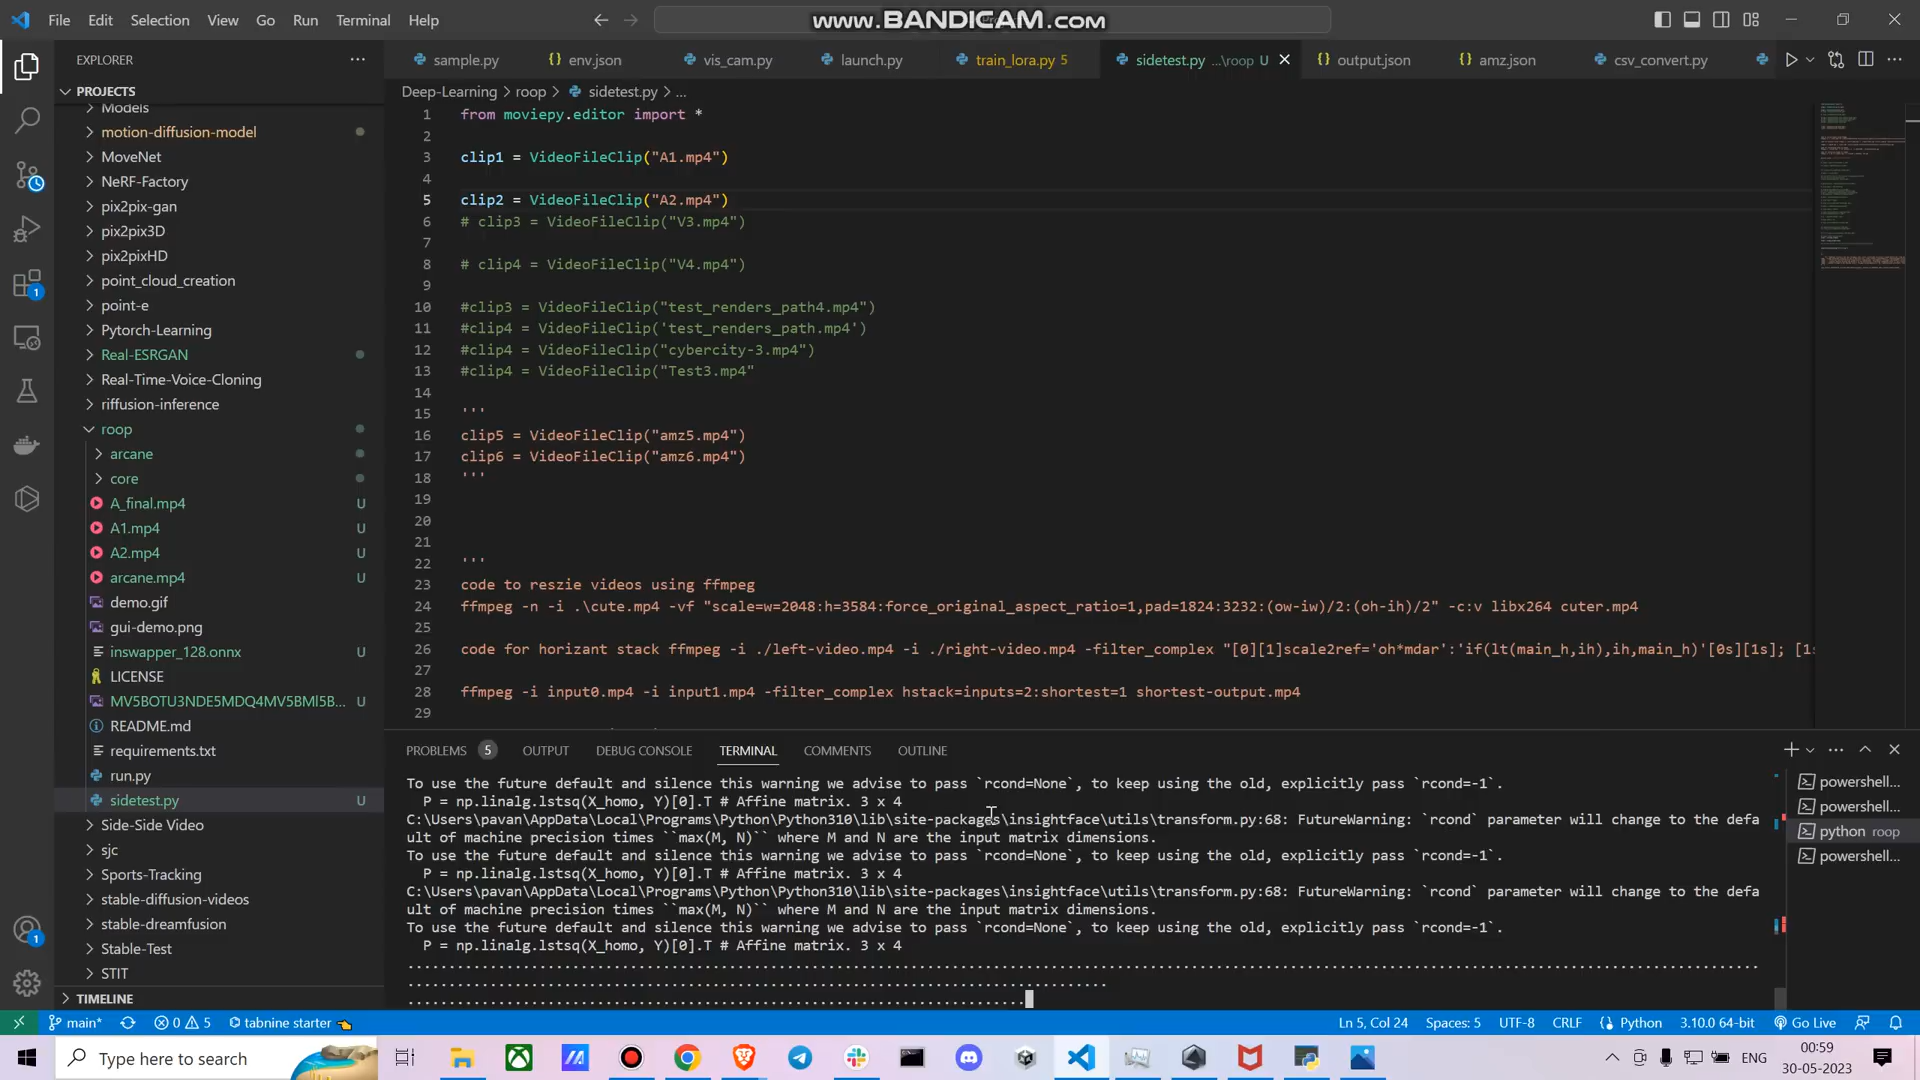 File Edit Selection View Go Run Terminal Help
www.BANDICAM.com
EXPLORER
PROJECTS
Models
motion-diffusion-model
MoveNet
NeRF-Factory
pix2pix-gan
pix2pix3D
pix2pixHD
point_cloud_creation
point-e
Pytorch-Learning
Real-ESRGAN
Real-Time-Voice-Cloning
riffusion-inference
roop
arcane
core
A_final.mp4 U
A1.mp4 U
A2.mp4 U
arcane.mp4 U
demo.gif
gui-demo.png
inswapper_128.onnx U
LICENSE
MV5BOTU3NDE5MDQ4MV5BMl5B... U
README.md
requirements.txt
run.py
sidetest.py U
Side-Side Video
sjc
Sports-Tracking
stable-diffusion-videos
stable-dreamfusion
Stable-Test
STIT
TIMELINE
sample.py env.json vis_cam.py launch.py train_lora.py 5 sidetest.py ...\roop U output.json amz.json csv_convert.py
Deep-Learning > roop > sidetest.py > ...
1 from moviepy.editor import *
2
3 clip1 = VideoFileClip("A1.mp4")
4
5 clip2 = VideoFileClip("A2.mp4")
6 # clip3 = VideoFileClip("V3.mp4")
7
8 # clip4 = VideoFileClip("V4.mp4")
9
10 #clip3 = VideoFileClip("test_renders_path4.mp4")
11 #clip4 = VideoFileClip('test_renders_path.mp4')
12 #clip4 = VideoFileClip("cybercity-3.mp4")
13 #clip4 = VideoFileClip("Test3.mp4"
14
15 '''
16 clip5 = VideoFileClip("amz5.mp4")
17 clip6 = VideoFileClip("amz6.mp4")
18 '''
19
20
21
22 '''
23 code to reszie videos using ffmpeg
24 ffmpeg -n -i .\cute.mp4 -vf "scale=w=2048:h=3584:force_original_aspect_ratio=1,pad=1824:3232:(ow-iw)/2:(oh-ih)/2" -c:v libx264 cuter.mp4
25
26 code for horizant stack ffmpeg -i ./left-video.mp4 -i ./right-video.mp4 -filter_complex "[0][1]scale2ref='oh*mdar':'if(lt(main_h,ih),ih,main_h)'[0s][1s]; [1s
27
28 ffmpeg -i input0.mp4 -i input1.mp4 -filter_complex hstack=inputs=2:shortest=1 shortest-output.mp4
29
PROBLEMS 5 OUTPUT DEBUG CONSOLE TERMINAL COMMENTS OUTLINE
To use the future default and silence this warning we advise to pass `rcond=None`, to keep using the old, explicitly pass `rcond=-1`.
P = np.linalg.lstsq(X_homo, Y)[0].T # Affine matrix. 3 x 4
C:\Users\pavan\AppData\Local\Programs\Python\Python310\lib\site-packages\insightface\utils\transform.py:68: FutureWarning: `rcond` parameter will change to the defa
ult of machine precision times ``max(M, N)`` where M and N are the input matrix dimensions.
To use the future default and silence this warning we advise to pass `rcond=None`, to keep using the old, explicitly pass `rcond=-1`.
P = np.linalg.lstsq(X_homo, Y)[0].T # Affine matrix. 3 x 4
C:\Users\pavan\AppData\Local\Programs\Python\Python310\lib\site-packages\insightface\utils\transform.py:68: FutureWarning: `rcond` parameter will change to the defa
ult of machine precision times ``max(M, N)`` where M and N are the input matrix dimensions.
To use the future default and silence this warning we advise to pass `rcond=None`, to keep using the old, explicitly pass `rcond=-1`.
P = np.linalg.lstsq(X_homo, Y)[0].T # Affine matrix. 3 x 4
powershell...
powershell...
python roop
powershell...
main* 0 5 tabnine starter Ln 5, Col 24 Spaces: 5 UTF-8 CRLF Python 3.10.0 64-bit Go Live
Type here to search ENG 00:59
30-05-2023